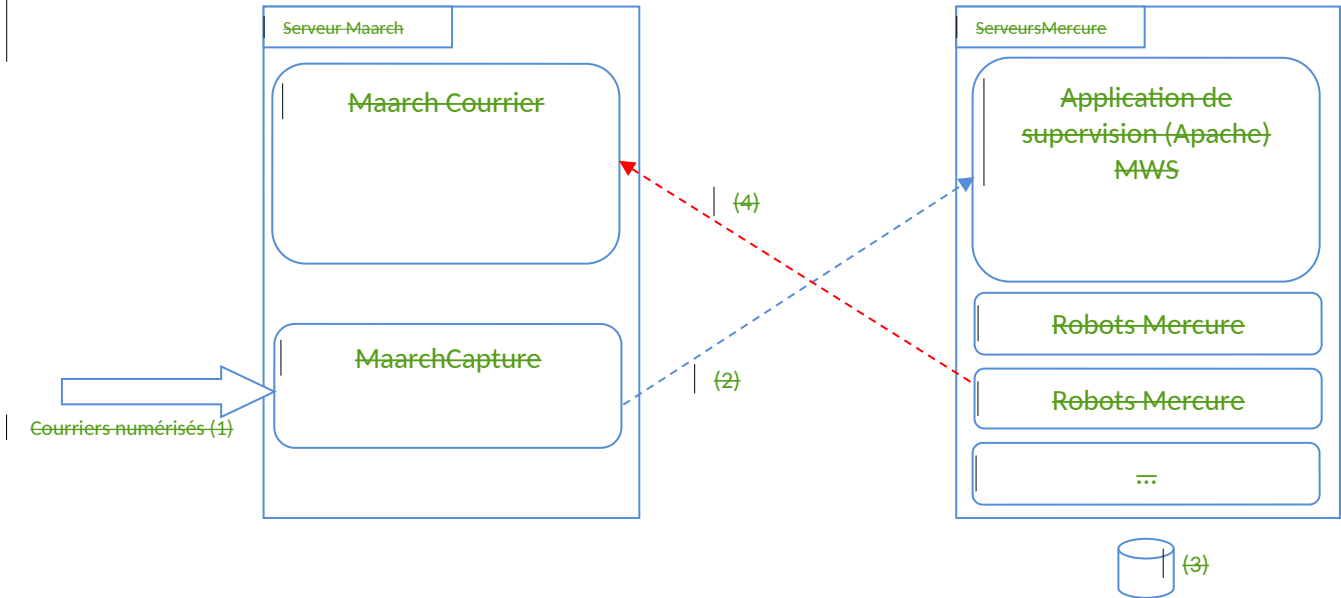 Serveur Maarch
Maarch Courrier
MaarchCapture
Courriers numérisés (1)
(4)
(2)
ServeursMercure
Application de
supervision (Apache)
MWS
Robots Mercure
Robots Mercure
...
(3)